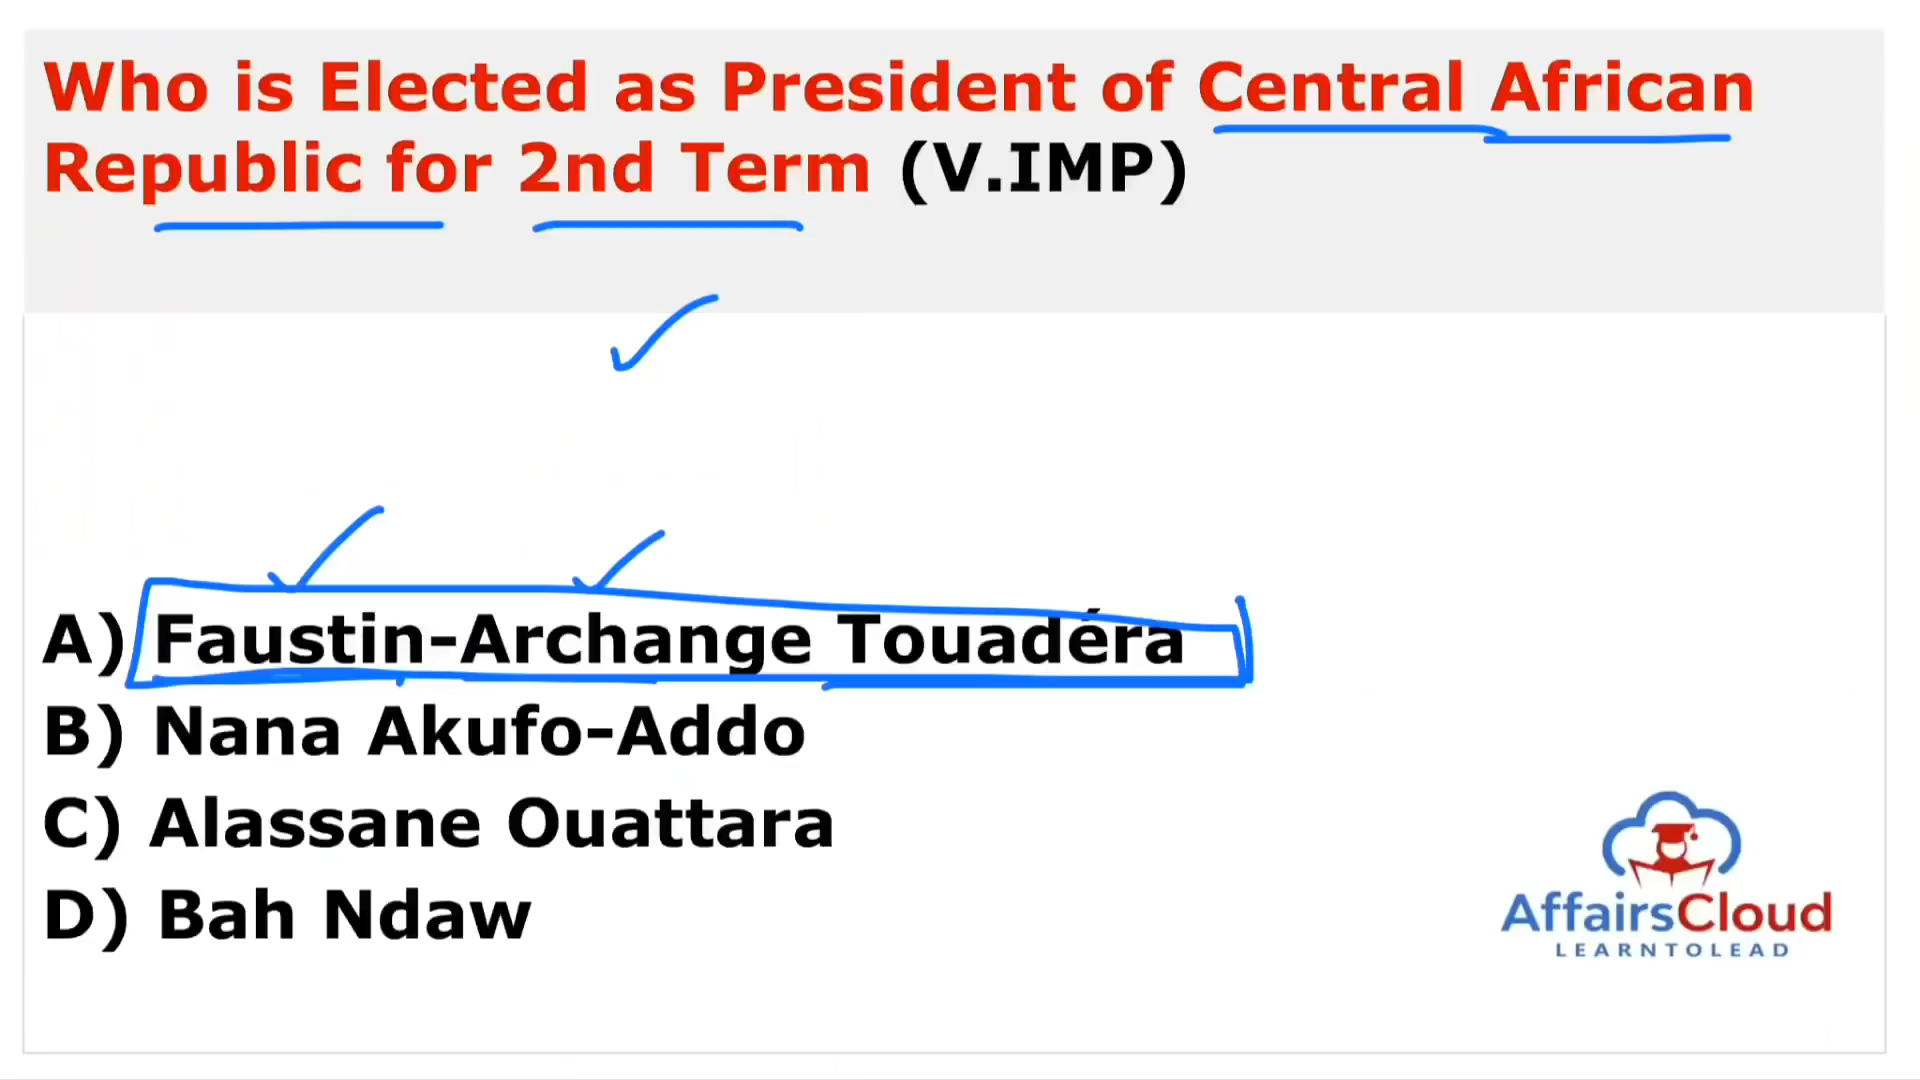 Who is Elected as President of Central African
Republic for 2nd Term (V.IMP)
A) Faustin-Archange Touadéra
B) Nana Akufo-Addo
C) Alassane Ouattara
D) Bah Ndaw
AffairsCloud
LEARNTOLEAD